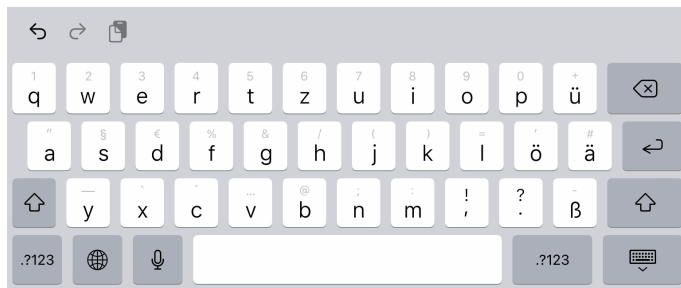 1 2 3 4 5 6 7 8 9 0 +
q w e r t z u i o p ü
" § € % & / ( ) = ' #
a s d f g h j k l ö ä
— ` ´ ... @ ; : ! ? -
y x c v b n m , . ß
.?123 .?123